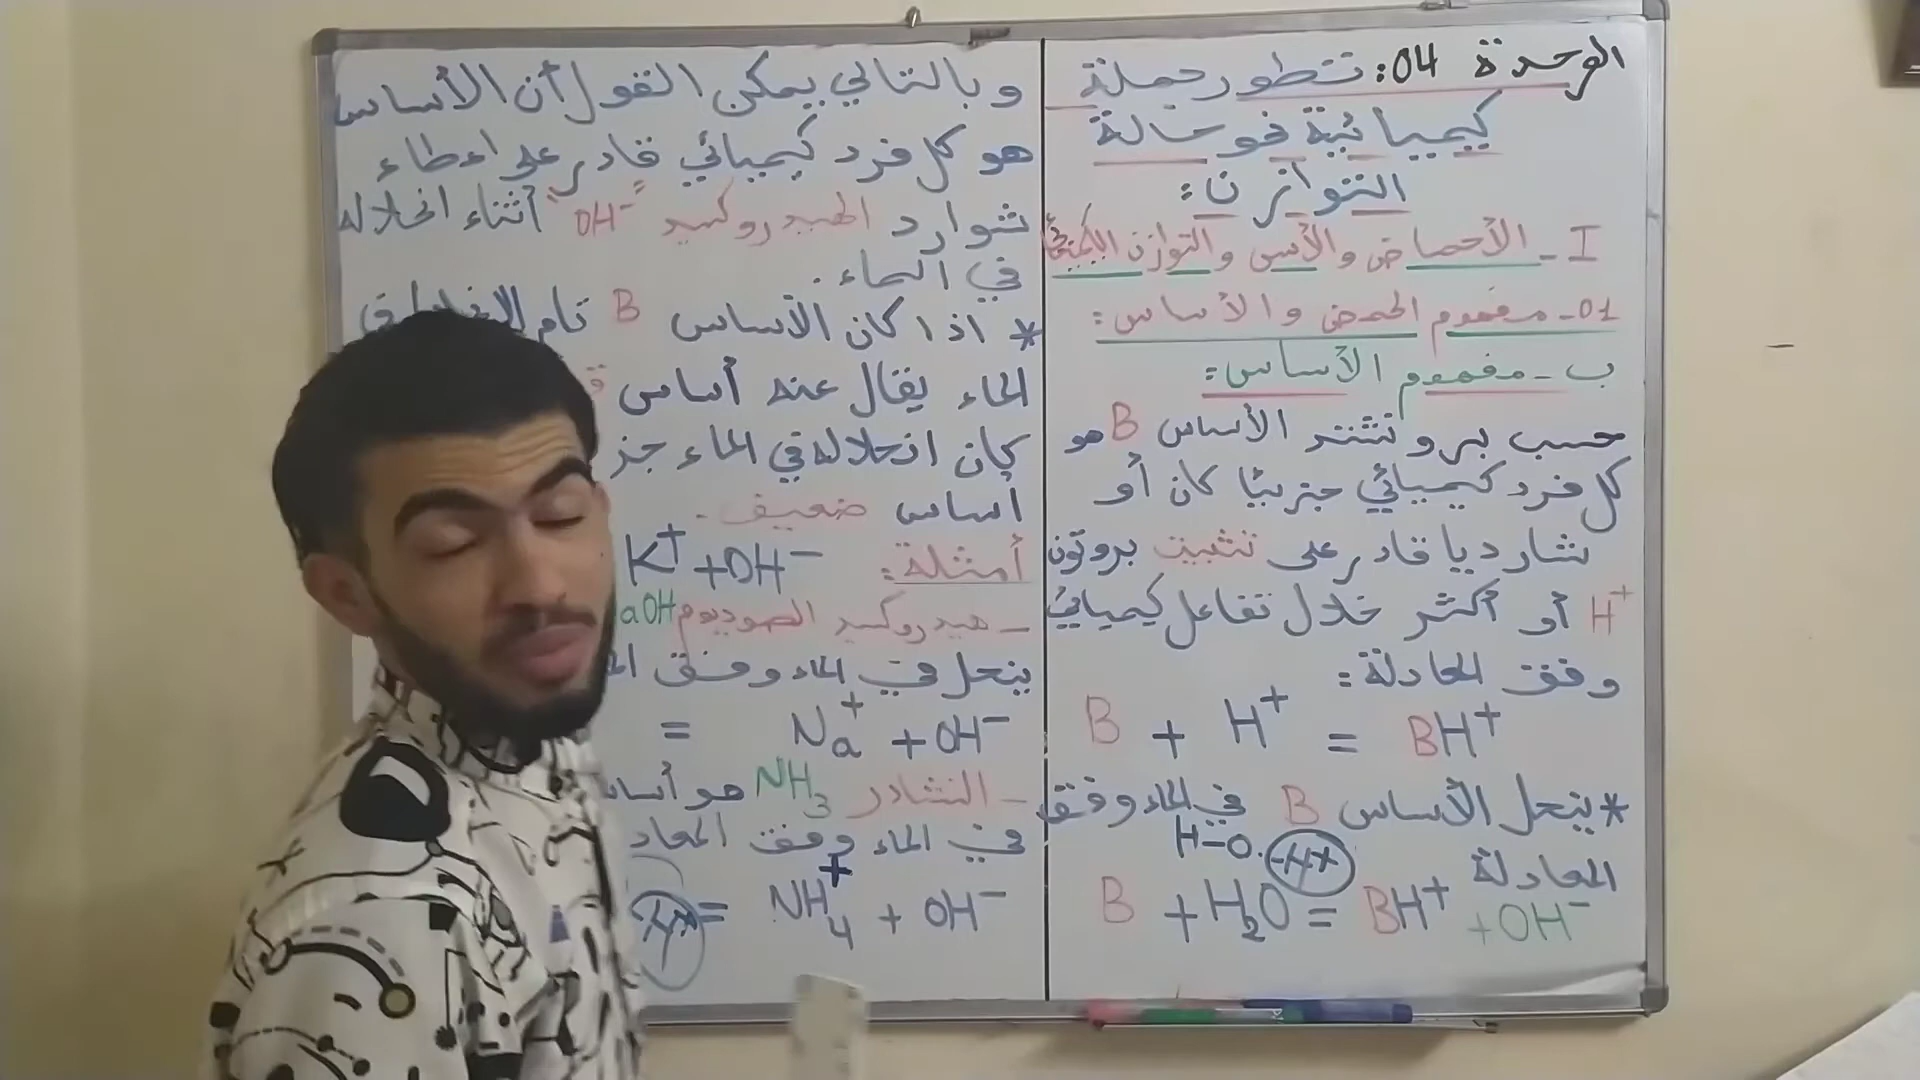 الوحدة 04: تطور جملة
كيميائية نحو حالة
التوازن:
I - الأحماض والأسس والتوازن الكيميائي
01- مفهوم الحمض والأساس:
ب - مفهوم الأساس:
حسب برونشتد الأساس B هو
كل فرد كيميائي جزيئيًا كان أو
شارديا قادر على تثبيت بروتون
H⁺ أو أكثر خلال تفاعل كيميائي
وفق المعادلة:
B + H⁺ = BH⁺
* ينحل الأساس B في الماء وفق
H-O
-H+
المعادلة
B + H₂O = BH⁺ + OH⁻
وبالتالي يمكن القول أن الأساس
هو كل فرد كيميائي قادر على اعطاء
شوارد الهيدروكسيد "OH⁻" أثناء انحلاله
في الماء.
* اذا كان الأساس B تام
الماء يقال عنه أساس
كان انحلاله في الماء
أساس ضعيف.
أمثلة: K⁺ + OH⁻
- هيدروكسيد الصوديوم aOH
ينحل في الماء وفق
= Na⁺ + OH⁻
- النشادر NH₃ هو
في الماء وفق
= NH₄⁺ + OH⁻